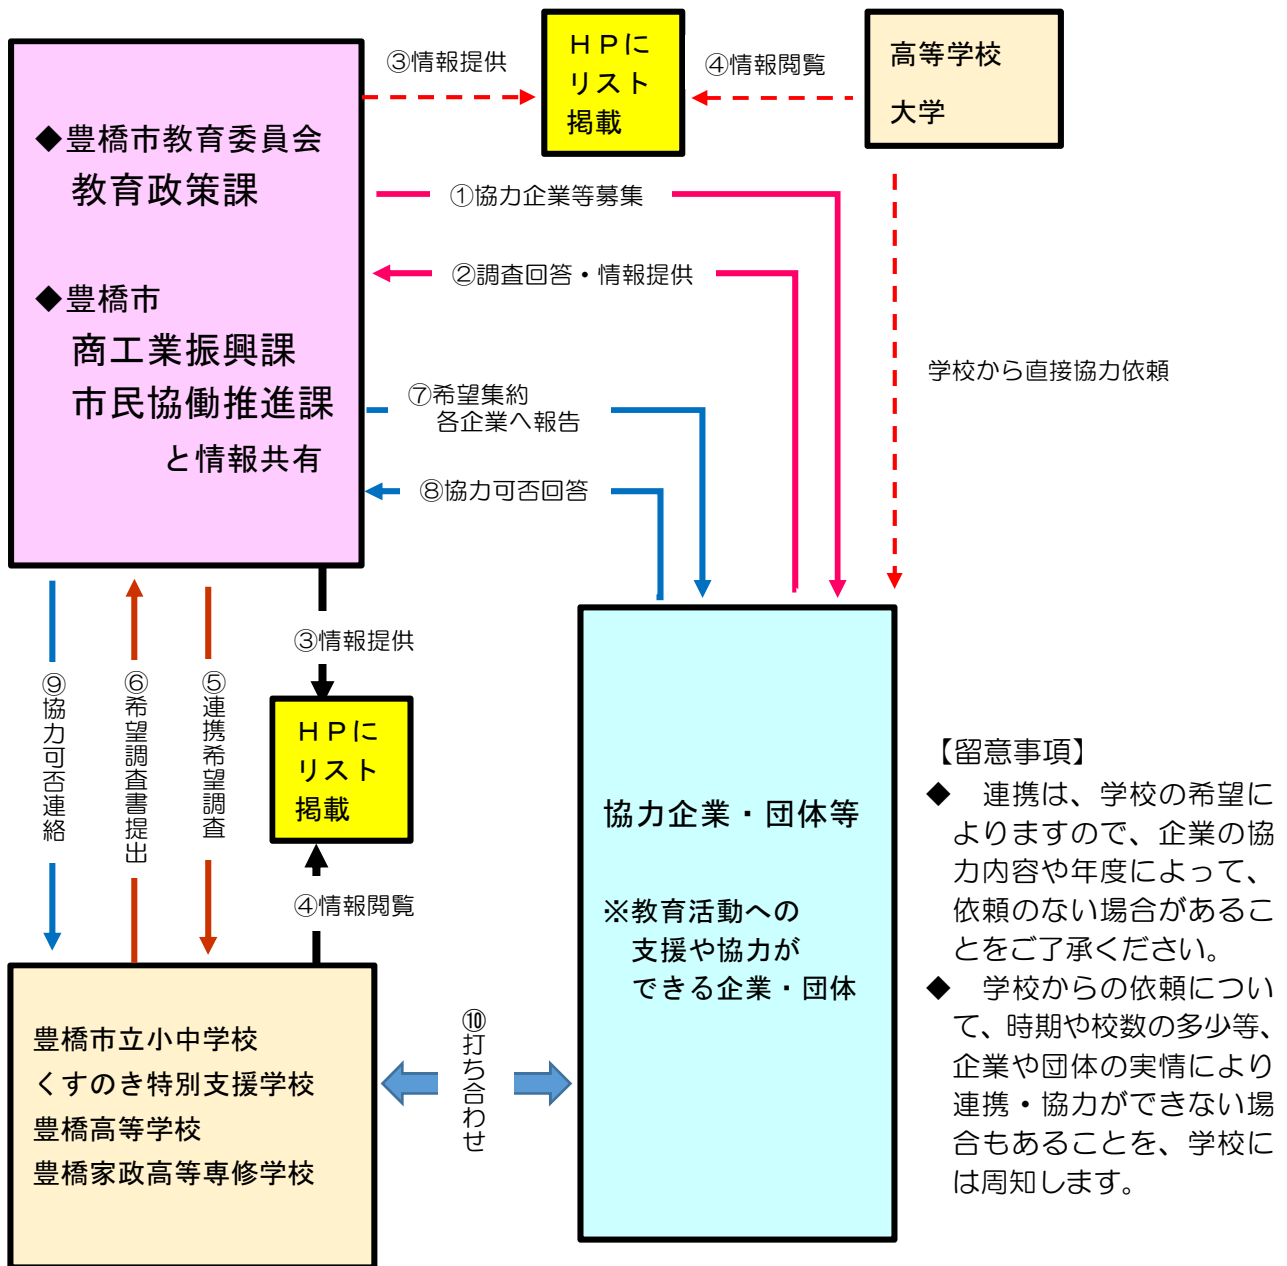 ◆豊橋市教育委員会
教育政策課
◆豊橋市
商工業振興課
市民協働推進課
と情報共有
③情報提供
ＨＰに
リスト
掲載
④情報閲覧
高等学校
大学
①協力企業等募集
②調査回答・情報提供
⑦希望集約
各企業へ報告
⑧協力可否回答
学校から直接協力依頼
⑨協力可否連絡
⑥希望調査書提出
⑤連携希望調査
③情報提供
ＨＰに
リスト
掲載
④情報閲覧
豊橋市立小中学校
くすのき特別支援学校
豊橋高等学校
豊橋家政高等専修学校
⑩打ち合わせ
協力企業・団体等
※教育活動への
支援や協力が
できる企業・団体
【留意事項】
◆　連携は、学校の希望に
よりますので、企業の協
力内容や年度によって、
依頼のない場合があるこ
とをご了承ください。
◆　学校からの依頼につい
て、時期や校数の多少等、
企業や団体の実情により
連携・協力ができない場
合もあることを、学校に
は周知します。